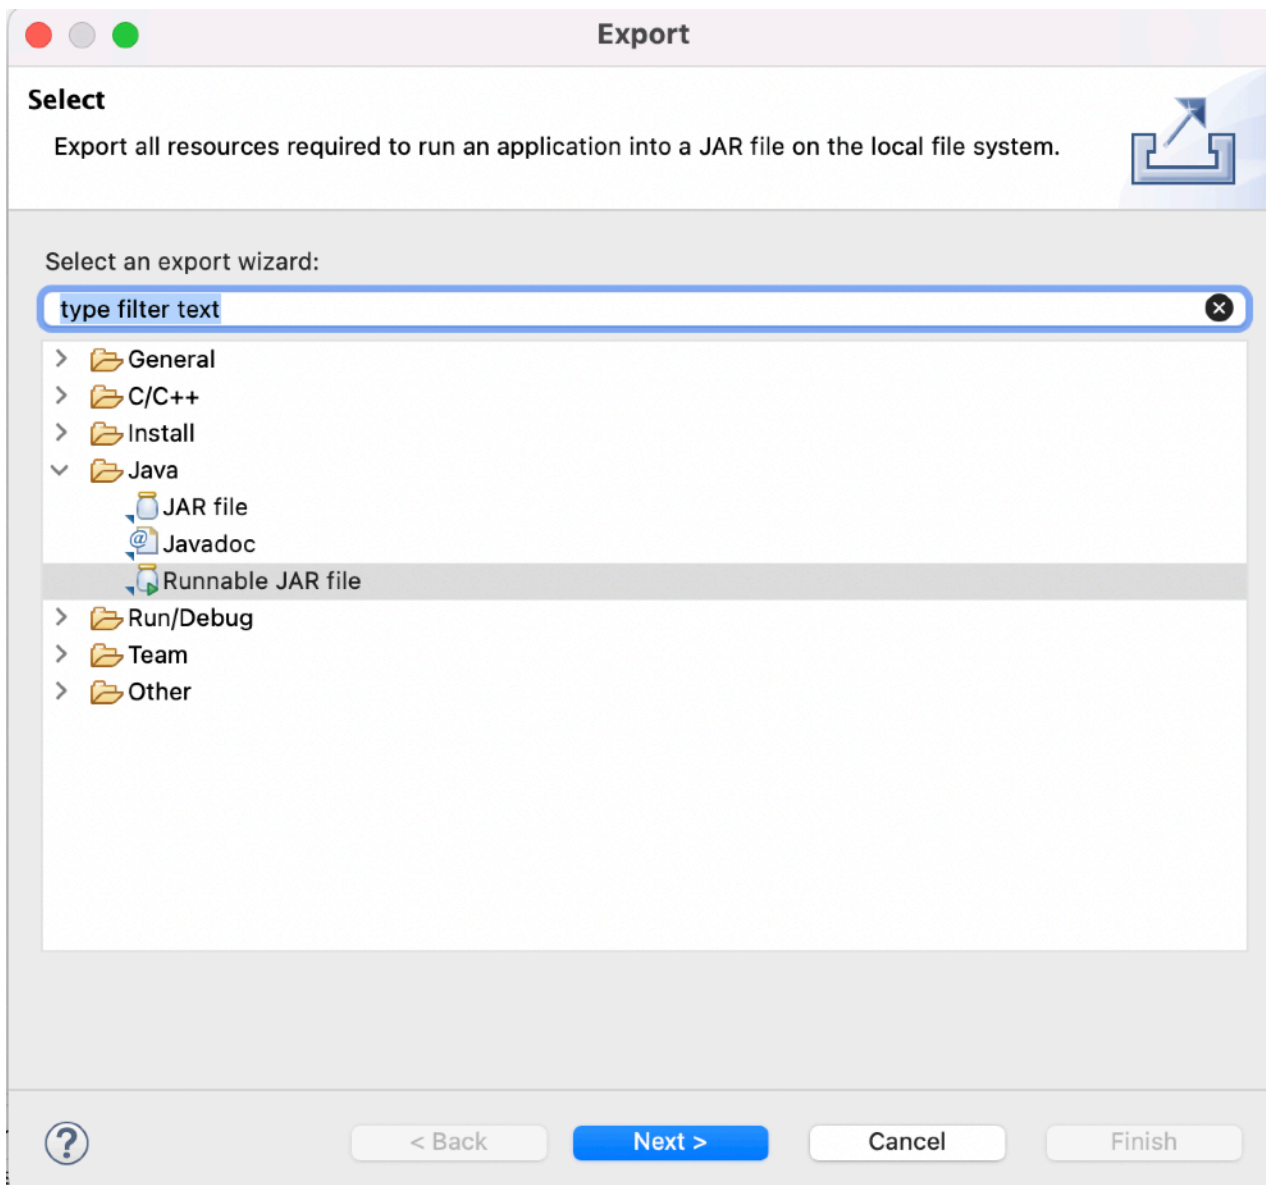 Export
Select
Export all resources required to run an application into a JAR file on the local file system.
Select an export wizard:
type filter text
General
C/C++
Install
Java
JAR file
@ Javadoc
Runnable JAR file
Run/Debug
Team
Other
? < Back Next > Cancel Finish